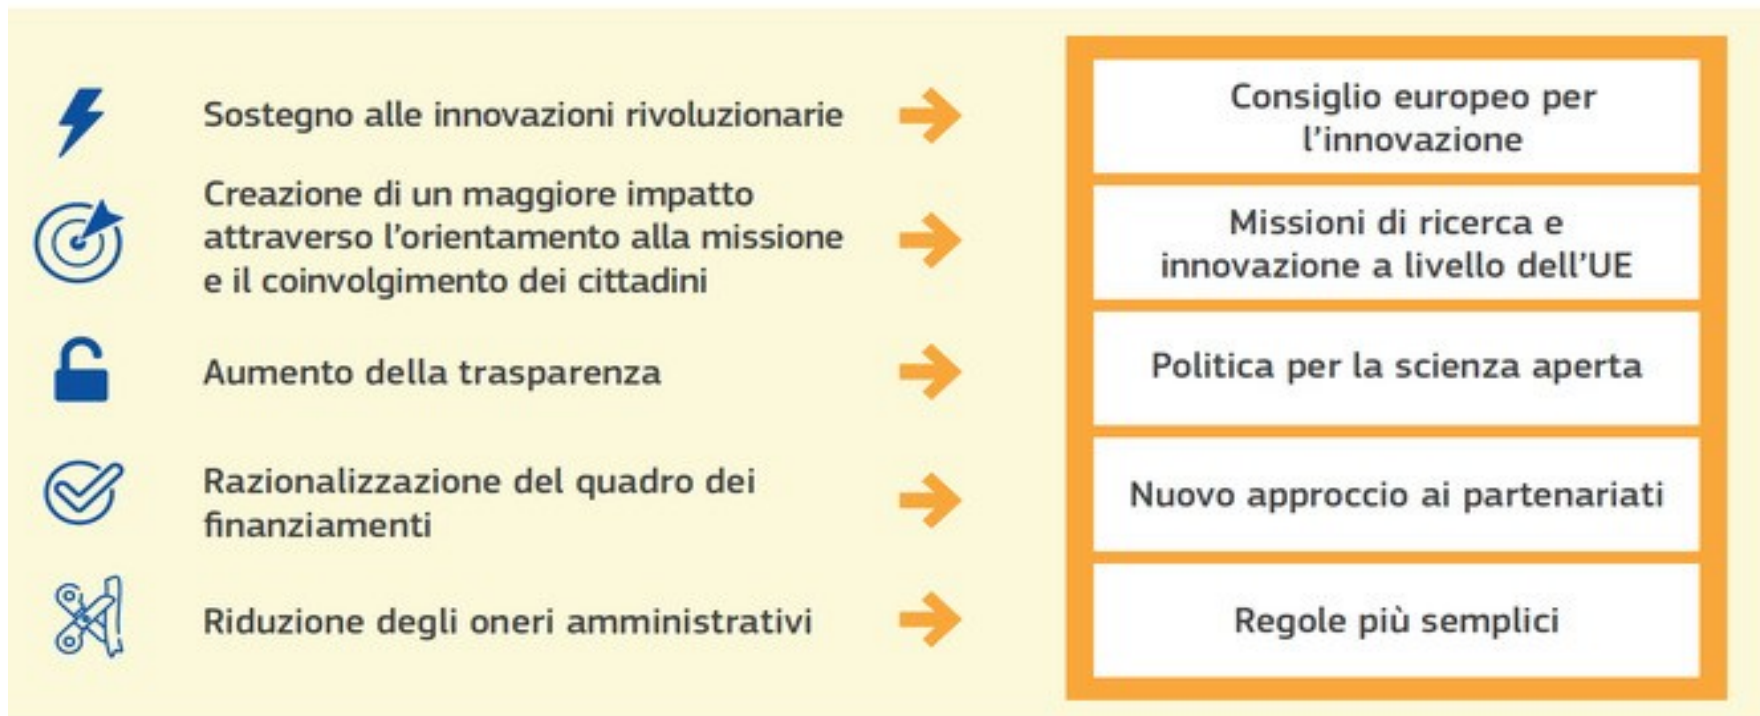 Sostegno alle innovazioni rivoluzionarie
Consiglio europeo per
l'innovazione
Creazione di un maggiore impatto
attraverso l'orientamento alla missione
e il coinvolgimento dei cittadini
Missioni di ricerca e
innovazione a livello dell'UE
Aumento della trasparenza
Politica per la scienza aperta
Razionalizzazione del quadro dei
finanziamenti
Nuovo approccio ai partenariati
Riduzione degli oneri amministrativi
Regole più semplici